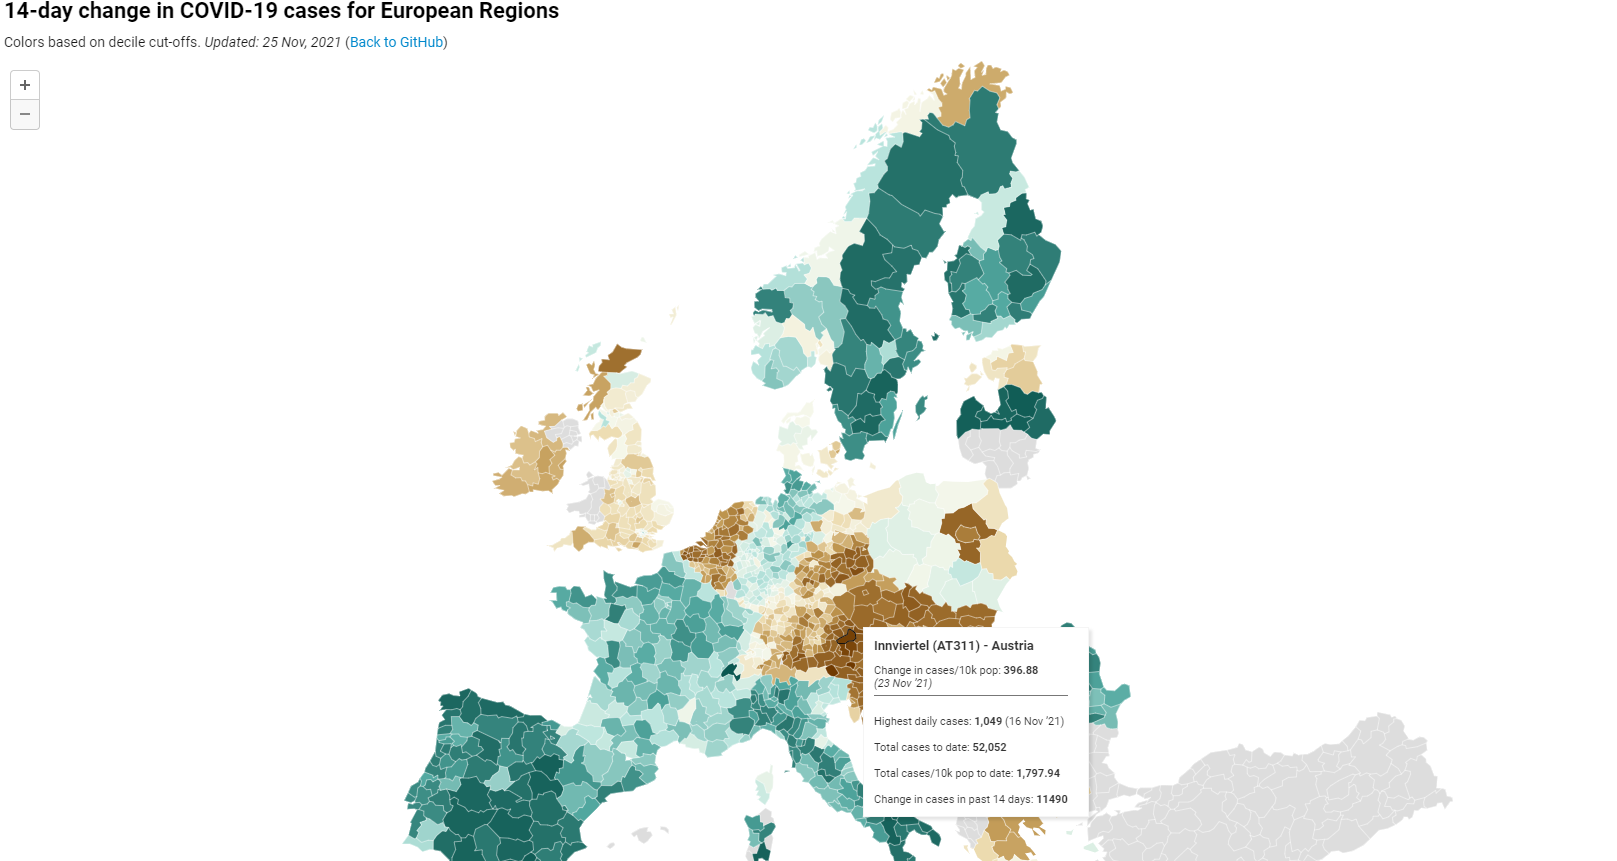 14-day change in COVID-19 cases for European Regions
Colors based on decile cut-offs. Updated: 25 Nov, 2021 (Back to GitHub)
+
−
Innviertel (AT311) - Austria
Change in cases/10k pop: 396.88
(23 Nov '21)
Highest daily cases: 1,049 (16 Nov '21)
Total cases to date: 52,052
Total cases/10k pop to date: 1,797.94
Change in cases in past 14 days: 11490